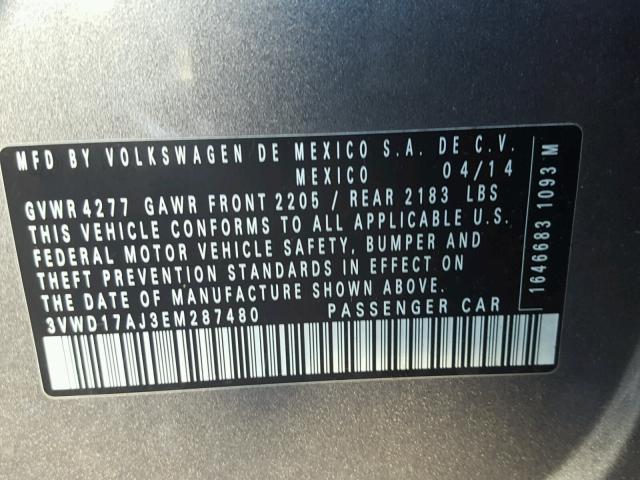 MFD BY VOLKSWAGEN DE MEXICO S.A. DE C.V.
MEXICO 04/14
GVWR 4277 GAWR FRONT 2205 / REAR 2183 LBS
THIS VEHICLE CONFORMS TO ALL APPLICABLE U.S.
FEDERAL MOTOR VEHICLE SAFETY, BUMPER AND
THEFT PREVENTION STANDARDS IN EFFECT ON
THE DATE OF MANUFACTURE SHOWN ABOVE.
3VWD17AJ3EM287480 PASSENGER CAR
1646683 1093 M